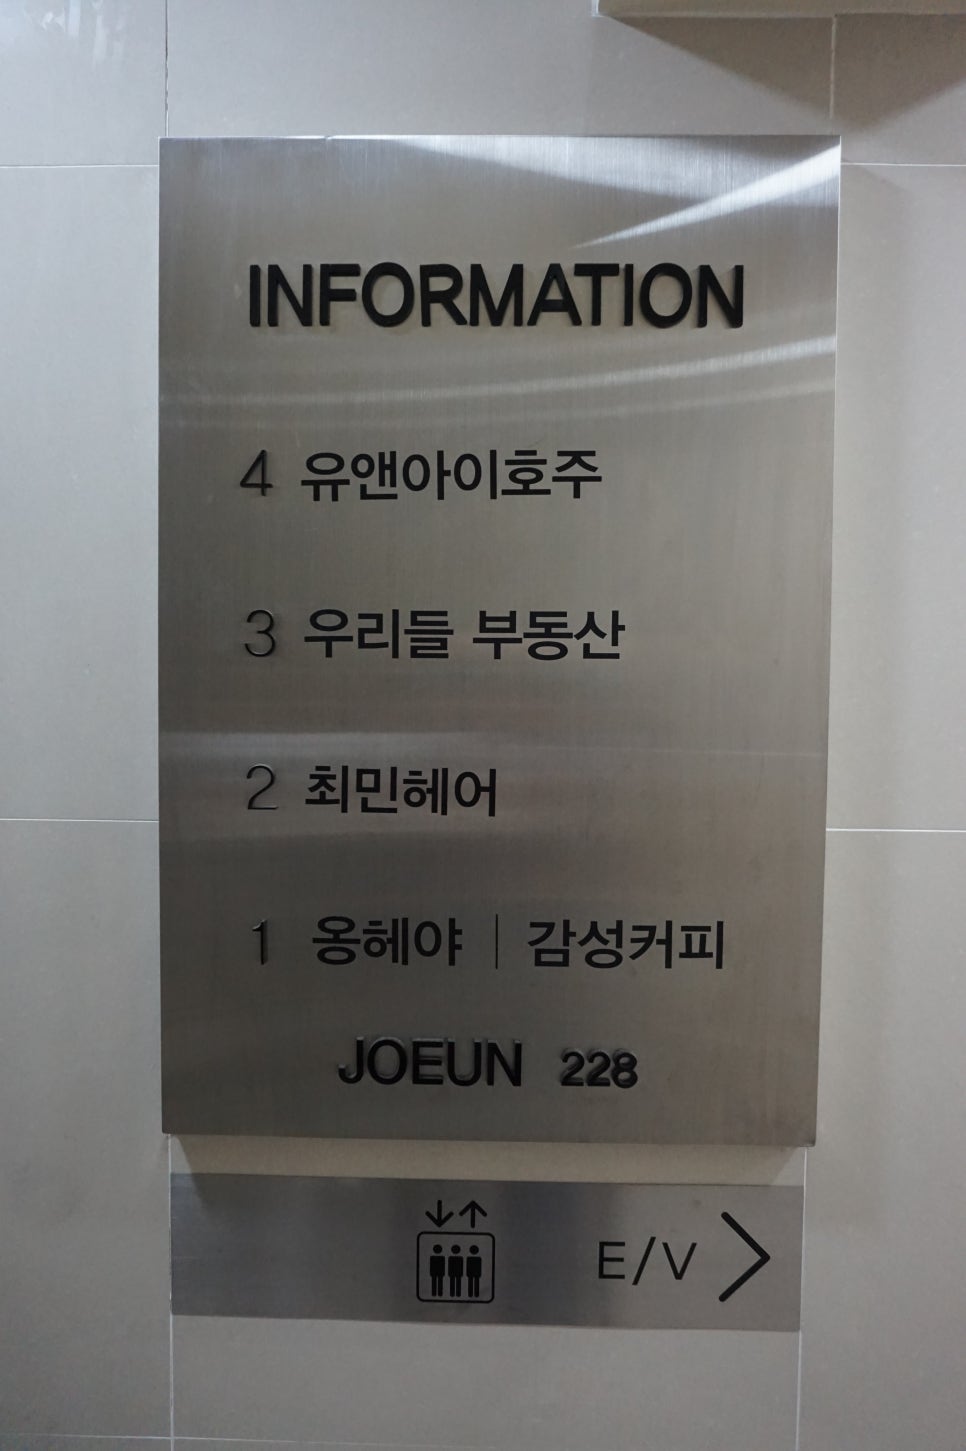 INFORMATION
4 유앤아이호주
3 우리들 부동산
2 최민헤어
1 옹헤야 | 감성커피
JOEUN 228
E/V